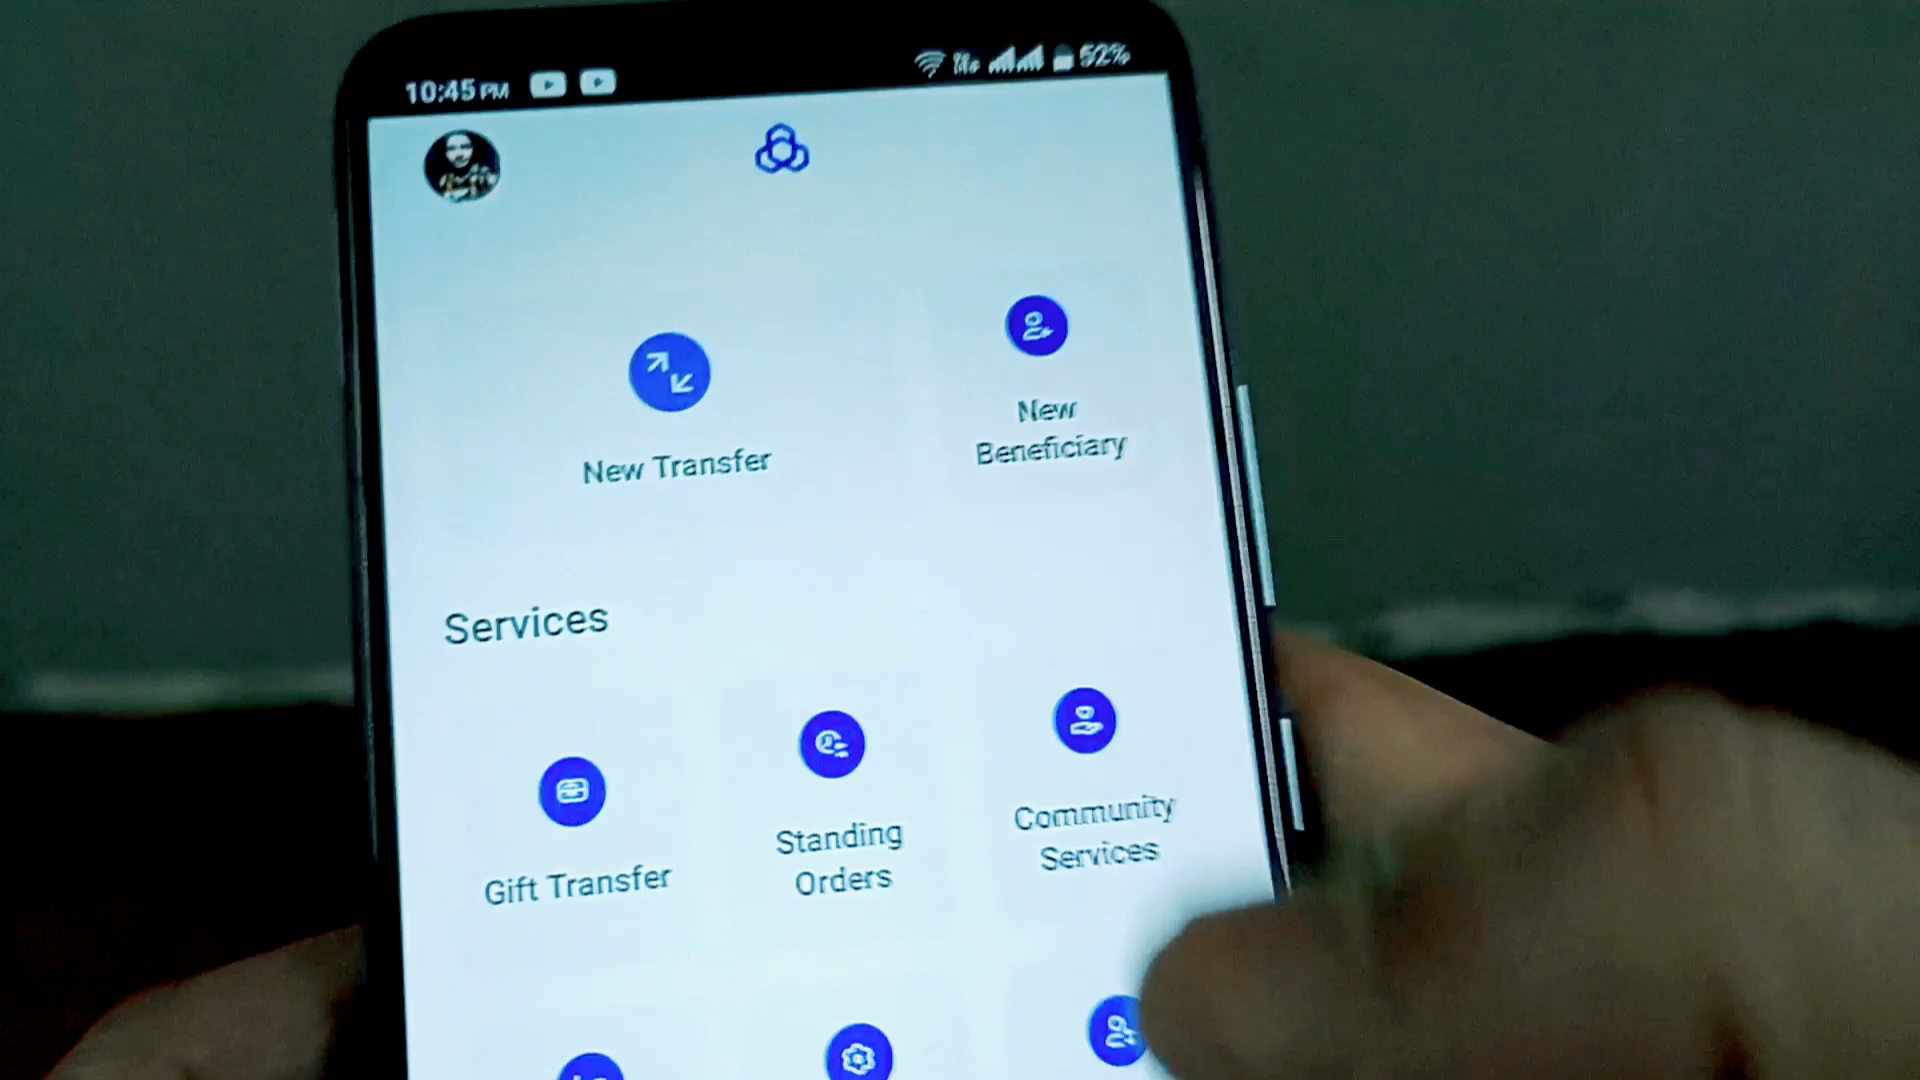 10:45 PM
52%
New Transfer
New
Beneficiary
Services
Gift Transfer
Standing
Orders
Community
Services